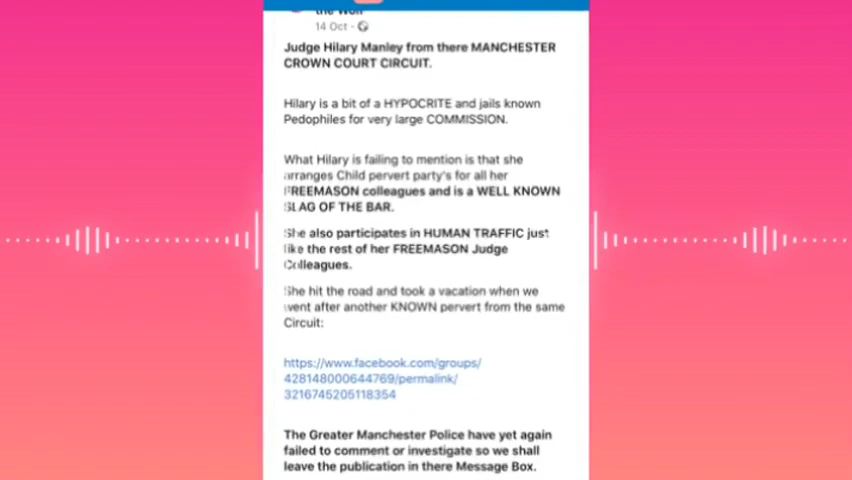 the Wolf
14 Oct ·
Judge Hilary Manley from there MANCHESTER
CROWN COURT CIRCUIT.
Hilary is a bit of a HYPOCRITE and jails known
Pedophiles for very large COMMISSION.
What Hilary is failing to mention is that she
arranges Child pervert party's for all her
FREEMASON colleagues and is a WELL KNOWN
SLAG OF THE BAR.
She also participates in HUMAN TRAFFIC just
like the rest of her FREEMASON Judge
Colleagues.
She hit the road and took a vacation when we
went after another KNOWN pervert from the same
Circuit:
https://www.facebook.com/groups/
428148000644769/permalink/
3216745205118354
The Greater Manchester Police have yet again
failed to comment or investigate so we shall
leave the publication in there Message Box.